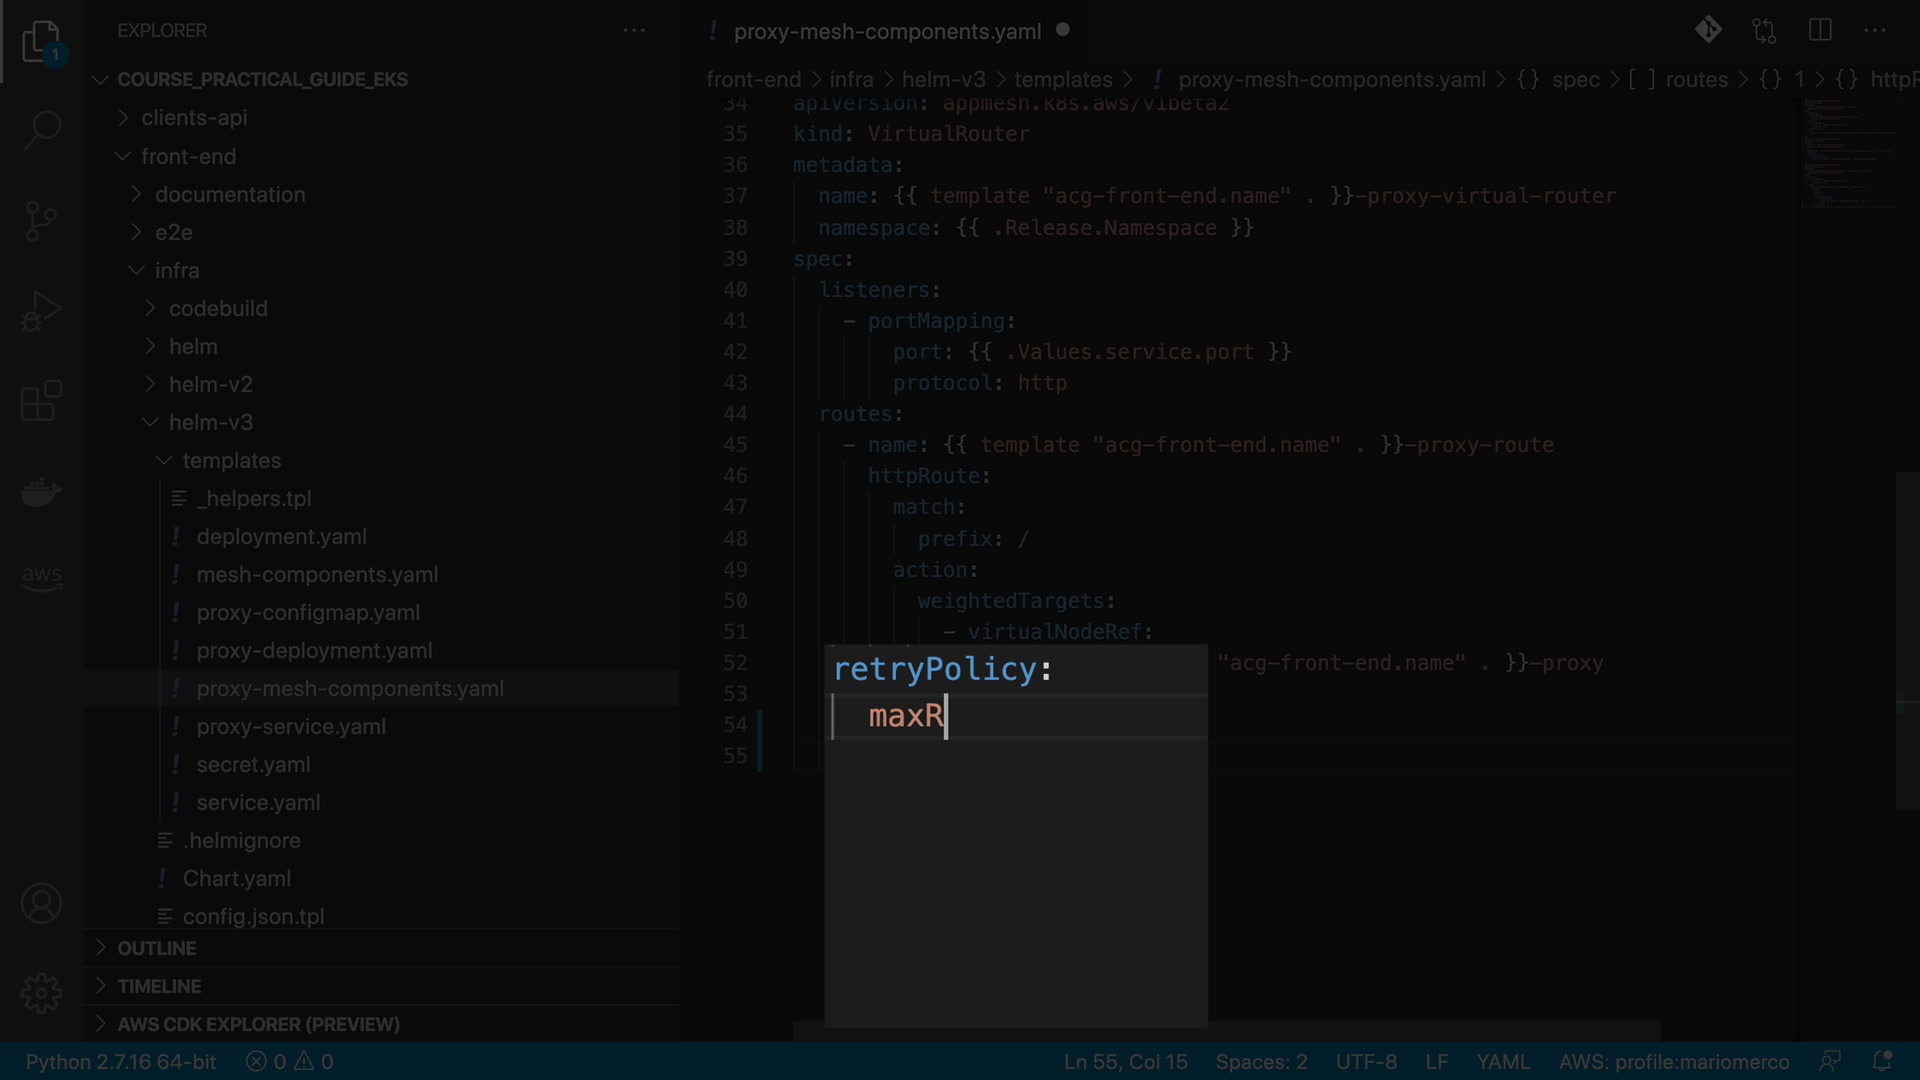 EXPLORER
proxy-mesh-components.yaml
1
COURSE_PRACTICAL_GUIDE_EKS
front-end > infra > helm-v3 > templates > ! proxy-mesh-components.yaml > {} spec > [ ] routes > {} 1 > {} httpR
clients-api
front-end
documentation
e2e
infra
codebuild
helm
helm-v2
helm-v3
templates
_helpers.tpl
! deployment.yaml
! mesh-components.yaml
! proxy-configmap.yaml
! proxy-deployment.yaml
! proxy-mesh-components.yaml
! proxy-service.yaml
! secret.yaml
! service.yaml
.helmignore
! Chart.yaml
config.json.tpl
OUTLINE
TIMELINE
AWS CDK EXPLORER (PREVIEW)
aws
34 apiVersion: appmesh.k8s.aws/v1beta2
35 kind: VirtualRouter
36 metadata:
37 name: {{ template "acg-front-end.name" . }}-proxy-virtual-router
38 namespace: {{ .Release.Namespace }}
39 spec:
40 listeners:
41 - portMapping:
42 port: {{ .Values.service.port }}
43 protocol: http
44 routes:
45 - name: {{ template "acg-front-end.name" . }}-proxy-route
46 httpRoute:
47 match:
48 prefix: /
49 action:
50 weightedTargets:
51 - virtualNodeRef:
52 "acg-front-end.name" . }}-proxy
53
54
55
retryPolicy:
maxR
Python 2.7.16 64-bit 0 0 Ln 55, Col 15 Spaces: 2 UTF-8 LF YAML AWS: profile:mariomerco